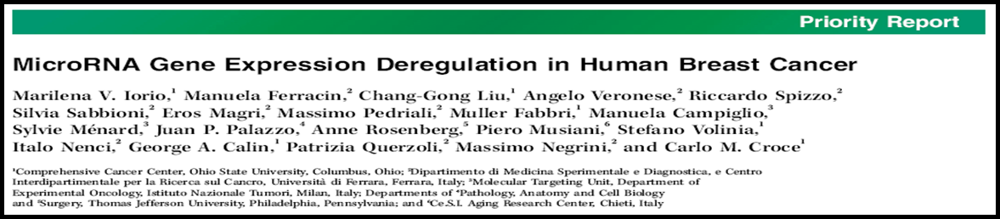 Priority Report
MicroRNA Gene Expression Deregulation in Human Breast Cancer
Marilena V. Iorio,¹ Manuela Ferracin,² Chang-Gong Liu,¹ Angelo Veronese,² Riccardo Spizzo,²
Silvia Sabbioni,² Eros Magri,² Massimo Pedriali,² Muller Fabbri,¹ Manuela Campiglio,³
Sylvie Ménard,³ Juan P. Palazzo,⁴ Anne Rosenberg,⁵ Piero Musiani,⁶ Stefano Volinia,¹
Italo Nenci,² George A. Calin,¹ Patrizia Querzoli,² Massimo Negrini,² and Carlo M. Croce¹
¹Comprehensive Cancer Center, Ohio State University, Columbus, Ohio; ²Dipartimento di Medicina Sperimentale e Diagnostica, e Centro
Interdipartimentale per la Ricerca sul Cancro, Università di Ferrara, Ferrara, Italy; ³Molecular Targeting Unit, Department of
Experimental Oncology, Istituto Nazionale Tumori, Milan, Italy; Departments of ⁴Pathology, Anatomy and Cell Biology
and ⁵Surgery, Thomas Jefferson University, Philadelphia, Pennsylvania; and ⁶Ce.S.I. Aging Research Center, Chieti, Italy